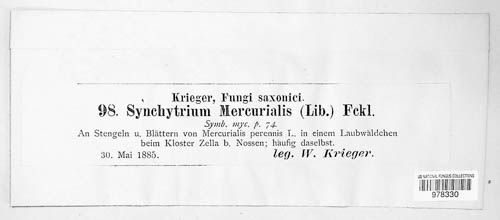 Krieger, Fungi saxonici.
98. Synchytrium Mercurialis (Lib.) Fckl.
Symb. myc. p. 74.
An Stengeln u. Blättern von Mercurialis perennis L. in einem Laubwäldchen
beim Kloster Zella b. Nossen; häufig daselbst.
30. Mai 1885. leg. W. Krieger.
US NATIONAL FUNGUS COLLECTIONS
978330